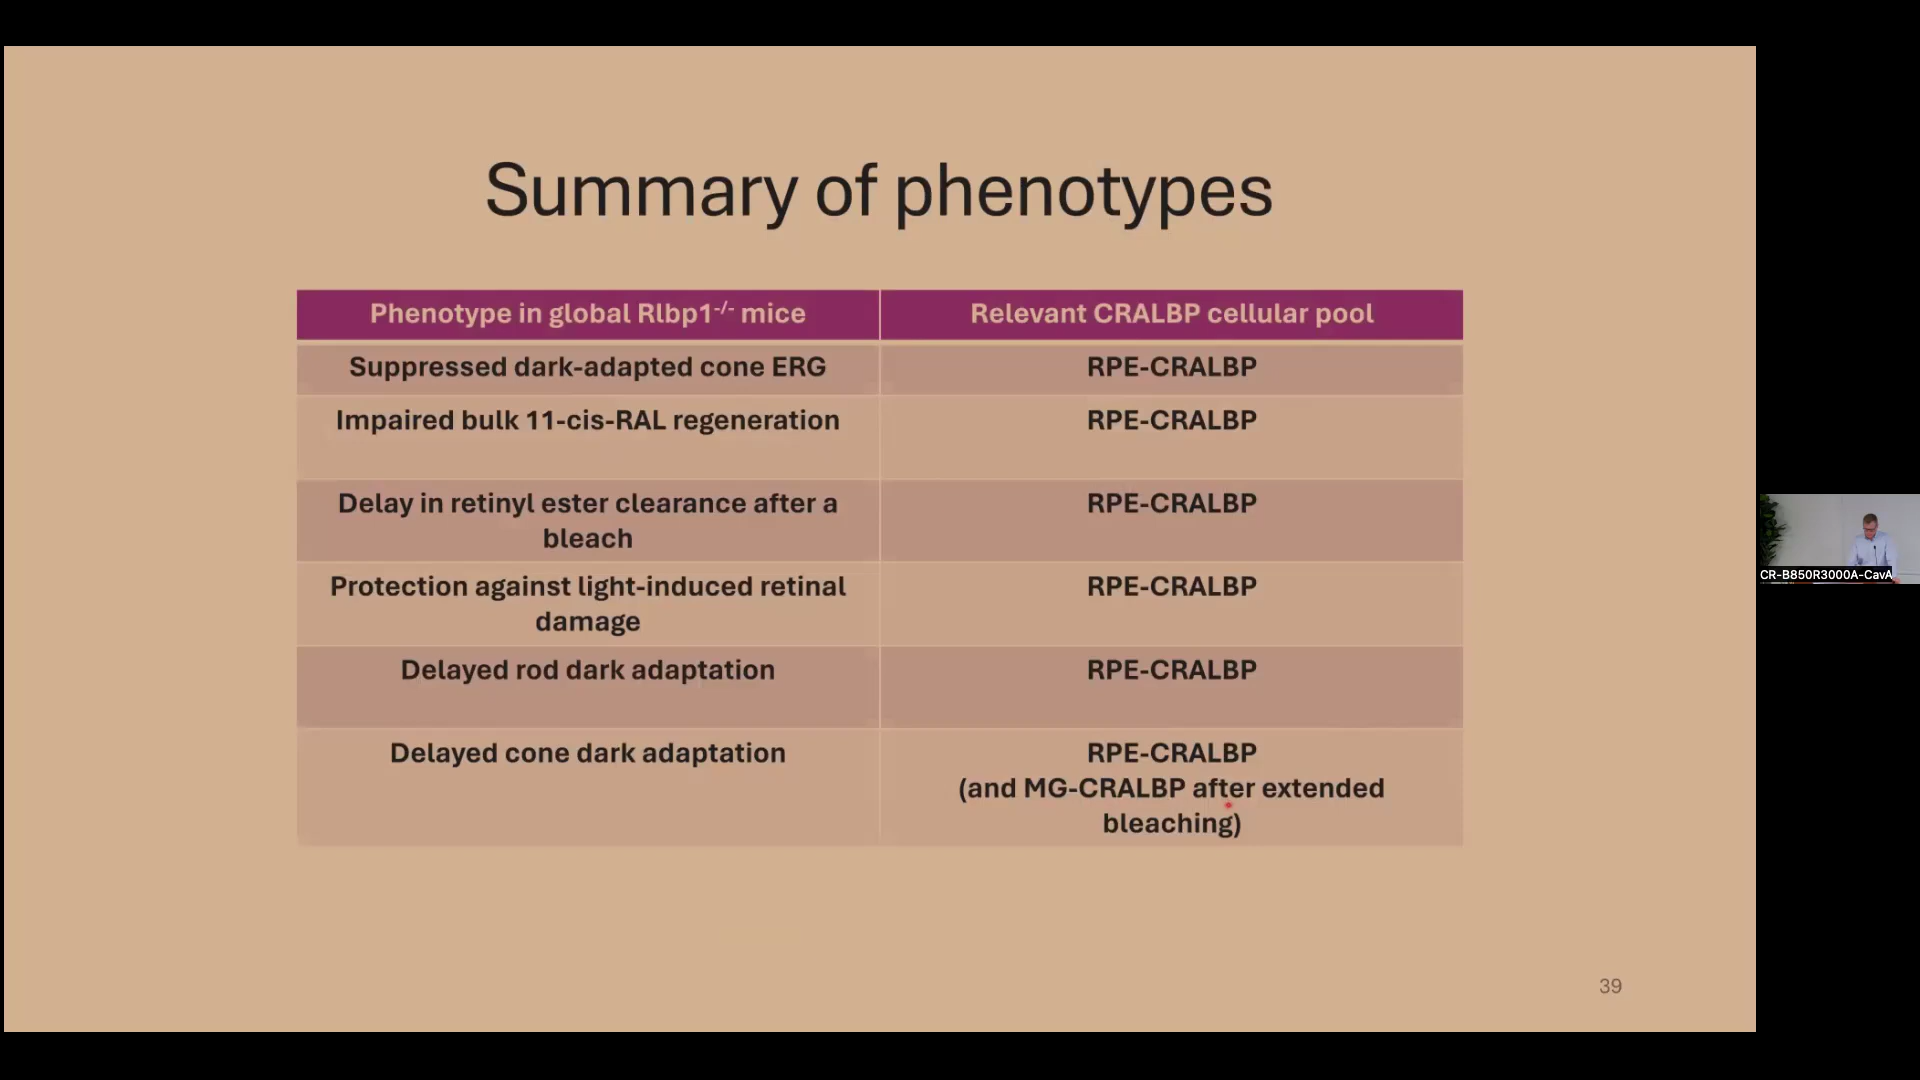 Summary of phenotypes
Phenotype in global Rlbp1-/- mice
Relevant CRALBP cellular pool
Suppressed dark-adapted cone ERG
RPE-CRALBP
Impaired bulk 11-cis-RAL regeneration
RPE-CRALBP
Delay in retinyl ester clearance after a
bleach
RPE-CRALBP
Protection against light-induced retinal
damage
RPE-CRALBP
Delayed rod dark adaptation
RPE-CRALBP
Delayed cone dark adaptation
RPE-CRALBP
(and MG-CRALBP after extended
bleaching)
39
CR-B850R3000A-CavA